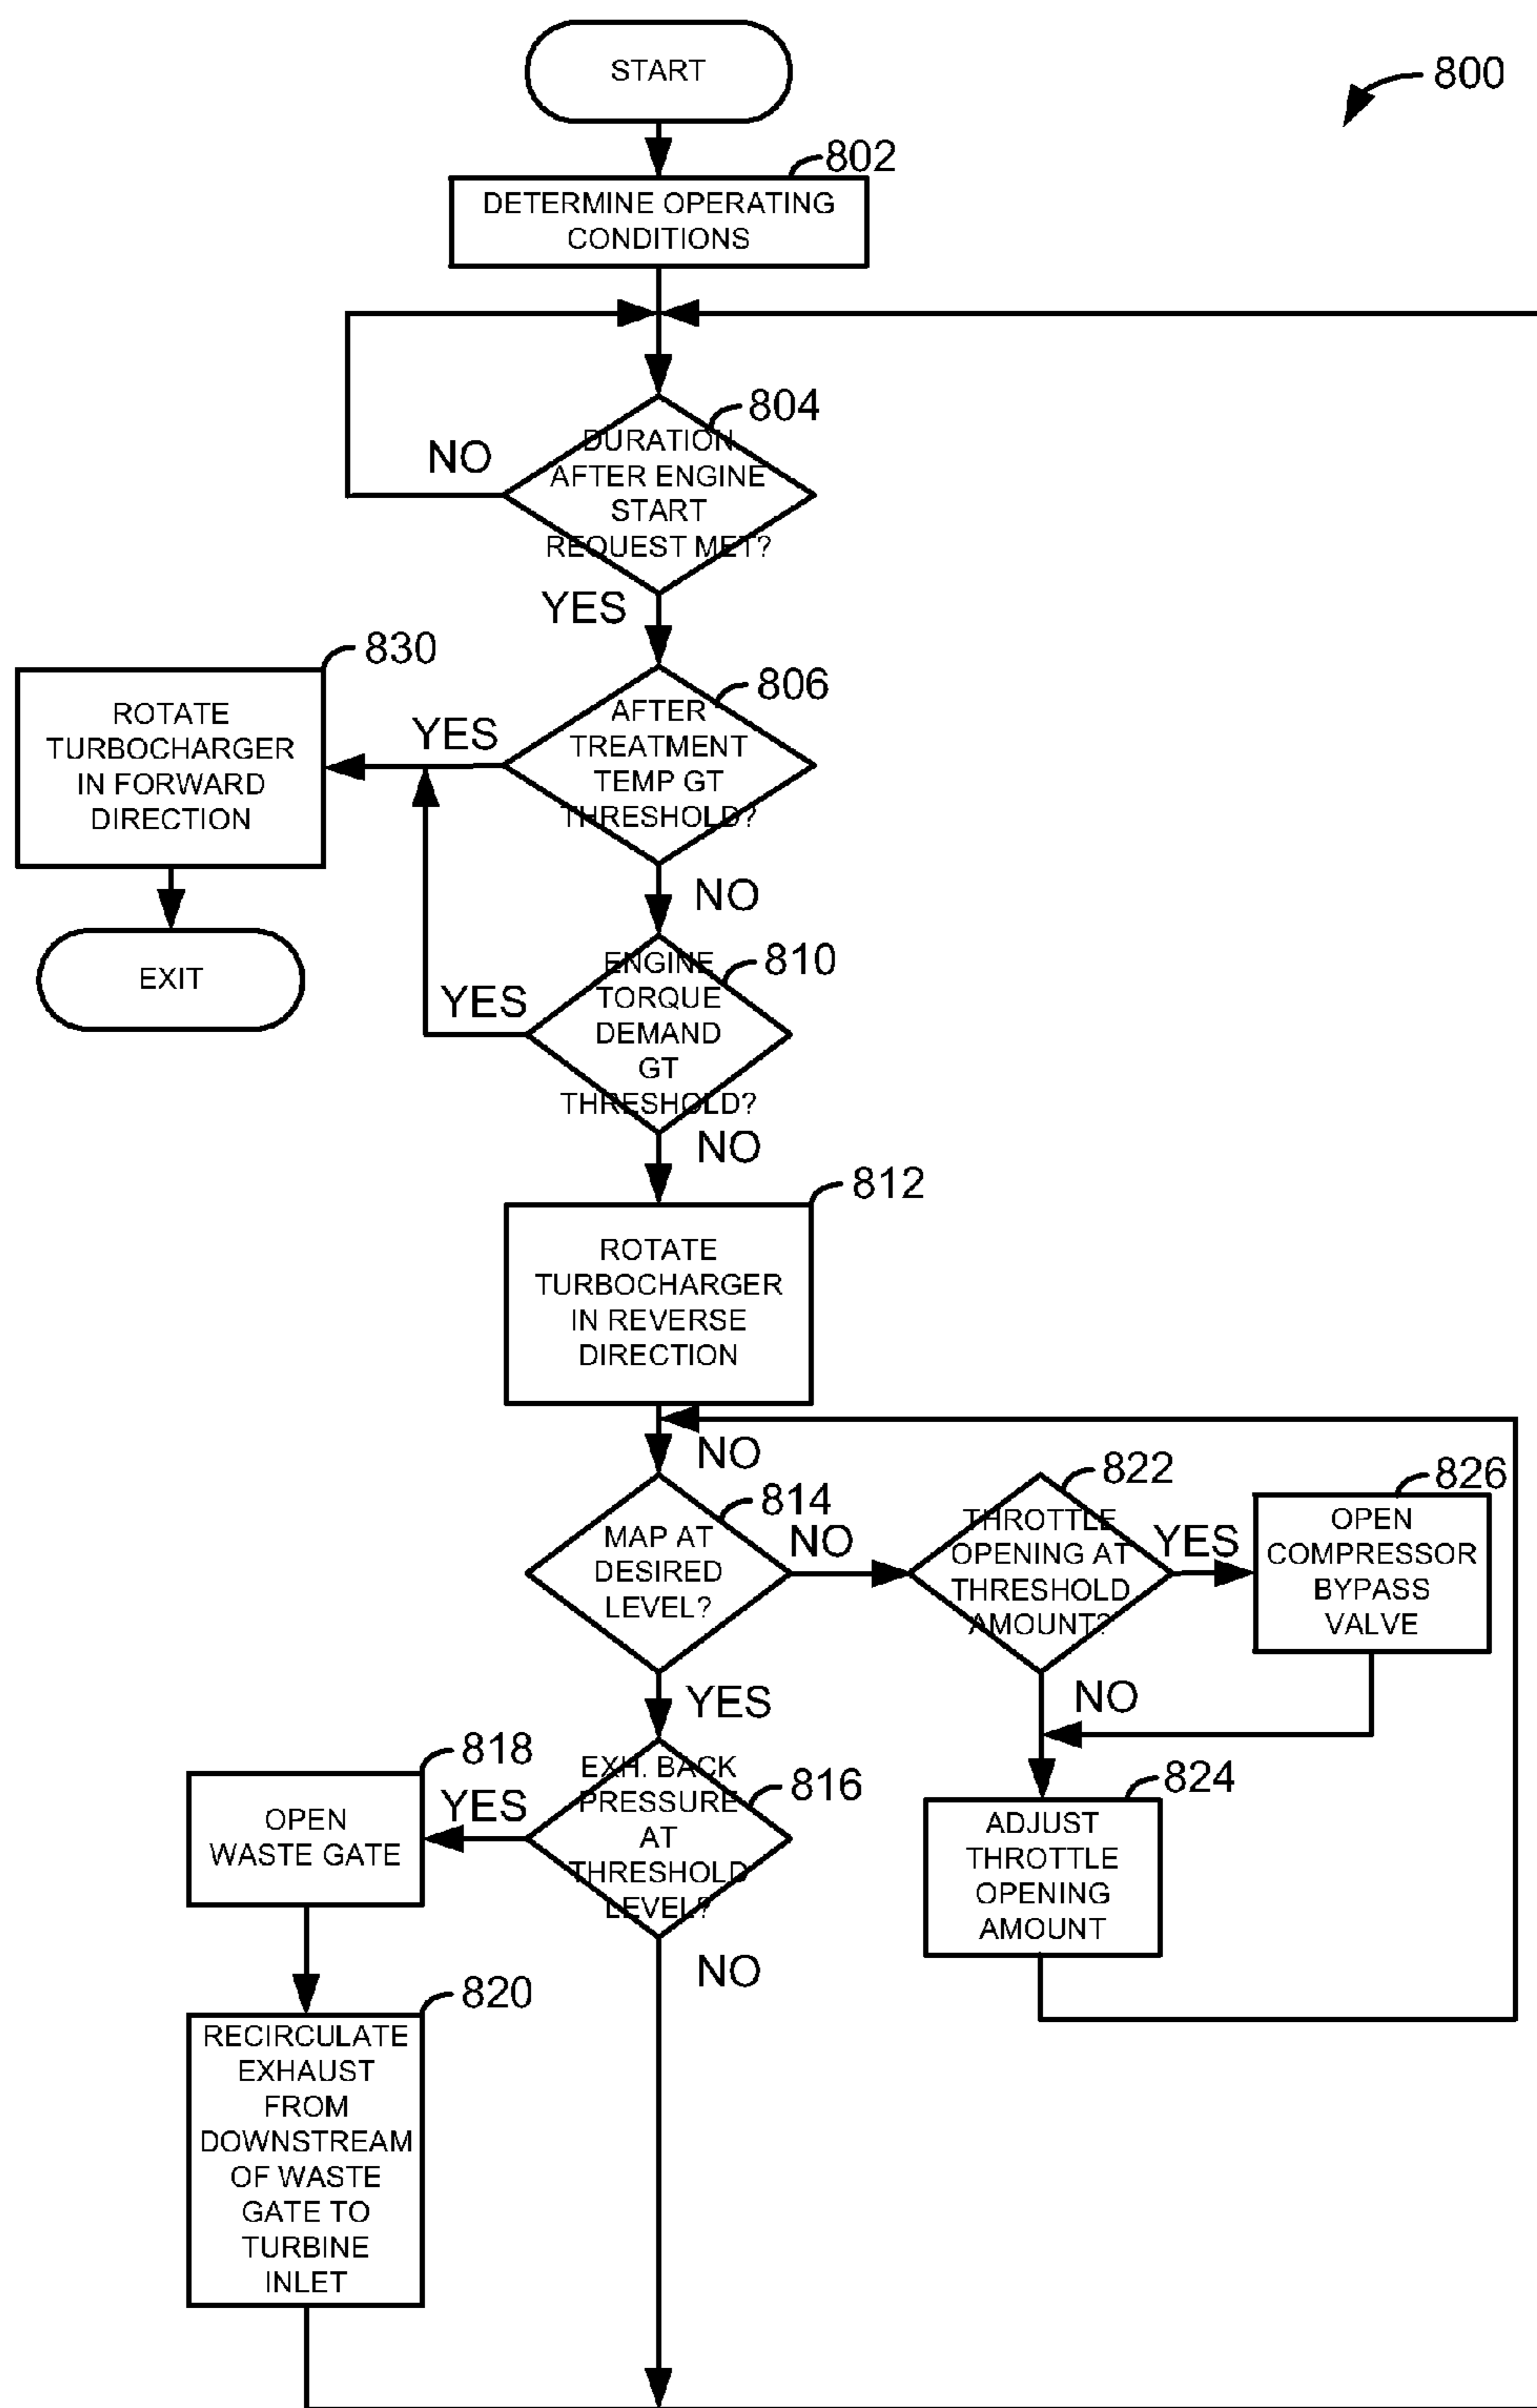 START
800
802
DETERMINE OPERATING
CONDITIONS
804
NO
DURATION
AFTER ENGINE
START
REQUEST MET?
YES
830
806
ROTATE
TURBOCHARGER
IN FORWARD
DIRECTION
YES
AFTER
TREATMENT
TEMP GT
THRESHOLD?
NO
EXIT
810
YES
ENGINE
TORQUE
DEMAND
GT
THRESHOLD?
NO
812
ROTATE
TURBOCHARGER
IN REVERSE
DIRECTION
NO
814
MAP AT
DESIRED
LEVEL?
NO
822
THROTTLE
OPENING AT
THRESHOLD
AMOUNT?
YES
826
OPEN
COMPRESSOR
BYPASS
VALVE
YES
NO
818
816
824
OPEN
WASTE GATE
YES
EXH. BACK
PRESSURE
AT
THRESHOLD
LEVEL?
ADJUST
THROTTLE
OPENING
AMOUNT
NO
820
RECIRCULATE
EXHAUST
FROM
DOWNSTREAM
OF WASTE
GATE TO
TURBINE
INLET